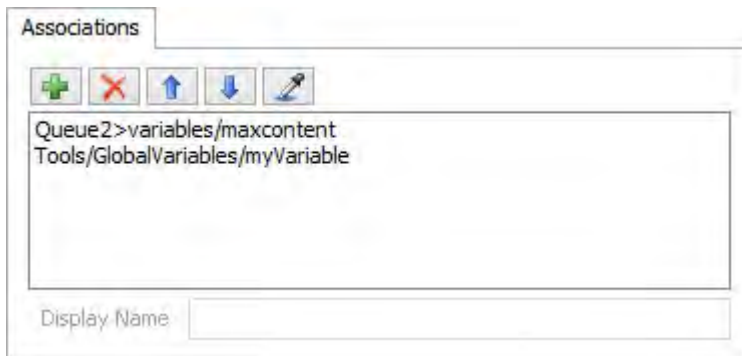 Associations
Queue2>variables/maxcontent
Tools/GlobalVariables/myVariable
Display Name